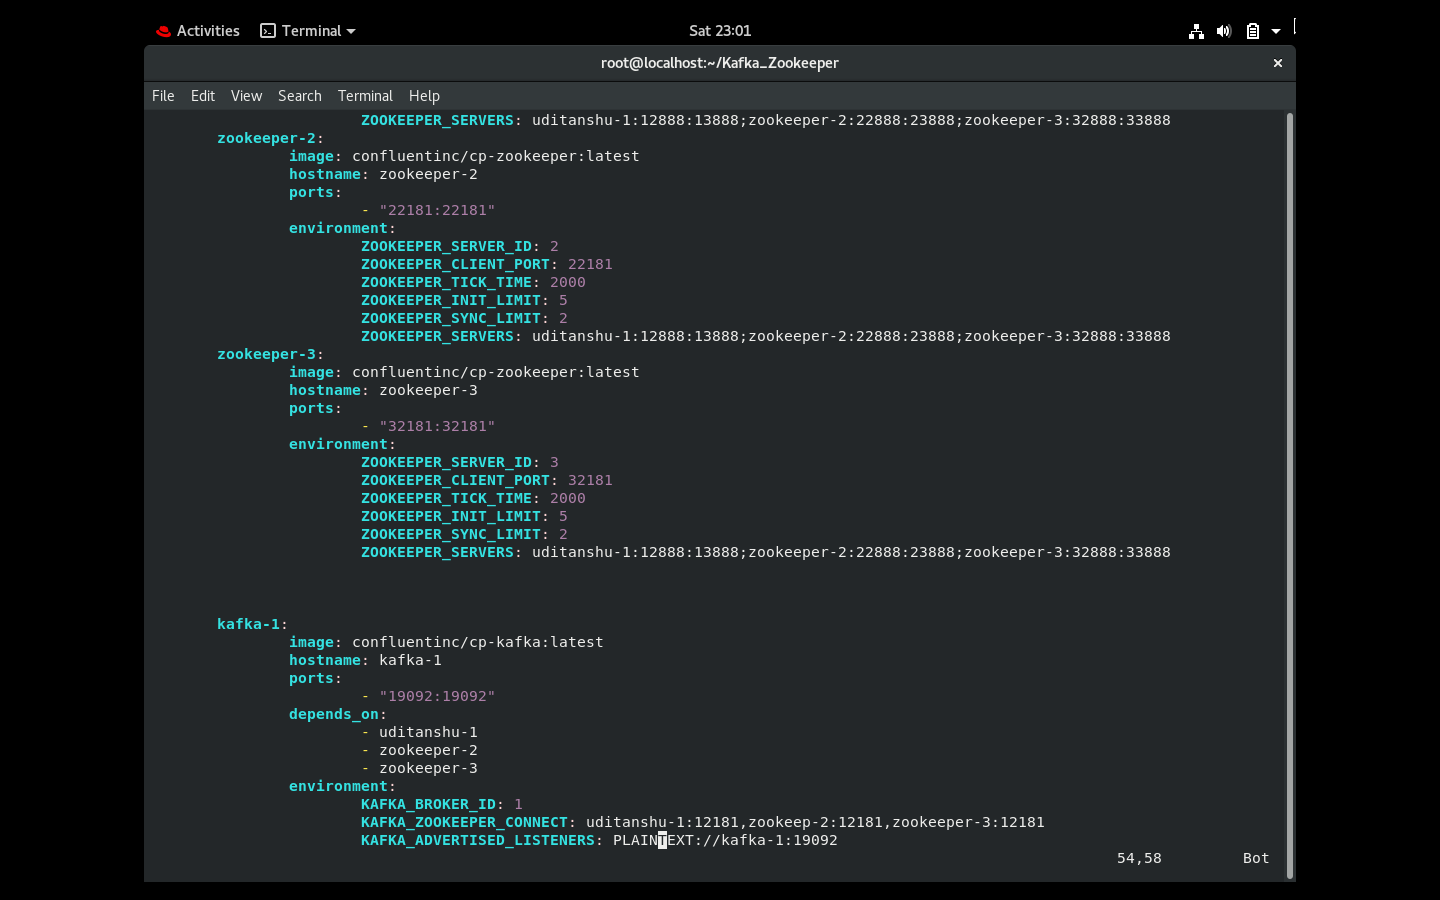 Activities Terminal Sat 23:01
root@localhost:~/Kafka_Zookeeper ×
File Edit View Search Terminal Help
ZOOKEEPER_SERVERS: uditanshu-1:12888:13888;zookeeper-2:22888:23888;zookeeper-3:32888:33888
zookeeper-2:
image: confluentinc/cp-zookeeper:latest
hostname: zookeeper-2
ports:
- "22181:22181"
environment:
ZOOKEEPER_SERVER_ID: 2
ZOOKEEPER_CLIENT_PORT: 22181
ZOOKEEPER_TICK_TIME: 2000
ZOOKEEPER_INIT_LIMIT: 5
ZOOKEEPER_SYNC_LIMIT: 2
ZOOKEEPER_SERVERS: uditanshu-1:12888:13888;zookeeper-2:22888:23888;zookeeper-3:32888:33888
zookeeper-3:
image: confluentinc/cp-zookeeper:latest
hostname: zookeeper-3
ports:
- "32181:32181"
environment:
ZOOKEEPER_SERVER_ID: 3
ZOOKEEPER_CLIENT_PORT: 32181
ZOOKEEPER_TICK_TIME: 2000
ZOOKEEPER_INIT_LIMIT: 5
ZOOKEEPER_SYNC_LIMIT: 2
ZOOKEEPER_SERVERS: uditanshu-1:12888:13888;zookeeper-2:22888:23888;zookeeper-3:32888:33888
kafka-1:
image: confluentinc/cp-kafka:latest
hostname: kafka-1
ports:
- "19092:19092"
depends_on:
- uditanshu-1
- zookeeper-2
- zookeeper-3
environment:
KAFKA_BROKER_ID: 1
KAFKA_ZOOKEEPER_CONNECT: uditanshu-1:12181,zookeep-2:12181,zookeeper-3:12181
KAFKA_ADVERTISED_LISTENERS: PLAINTEXT://kafka-1:19092
54,58 Bot